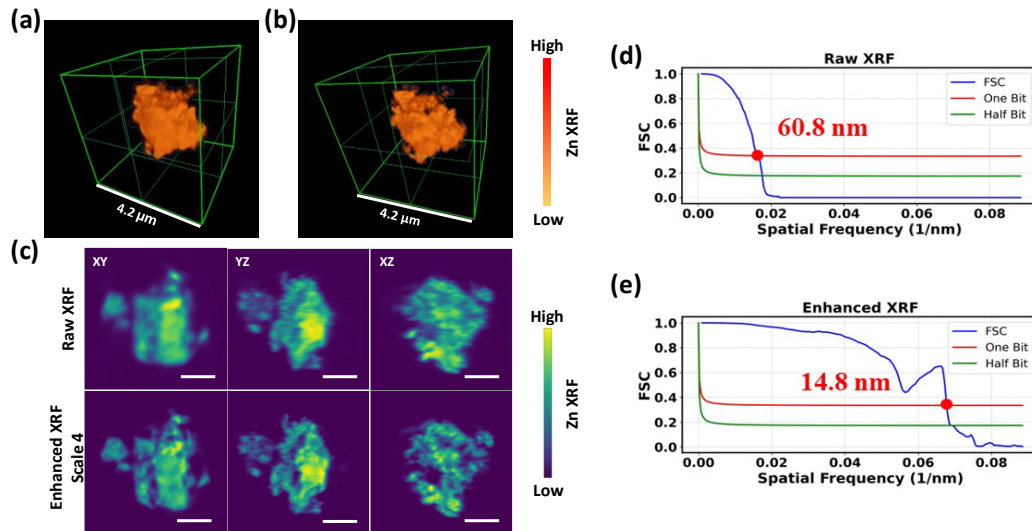 (a)
(b)
High
Zn XRF
Low
4.2 µm
4.2 µm
(c)
XY
YZ
XZ
Raw XRF
Enhanced XRF
Scale 4
High
Zn XRF
Low
(d)
Raw XRF
1.0
0.8
0.6
0.4
0.2
0.0
FSC
FSC
One Bit
Half Bit
60.8 nm
0.00 0.02 0.04 0.06 0.08
Spatial Frequency (1/nm)
(e)
Enhanced XRF
1.0
0.8
0.6
0.4
0.2
0.0
FSC
FSC
One Bit
Half Bit
14.8 nm
0.00 0.02 0.04 0.06 0.08
Spatial Frequency (1/nm)